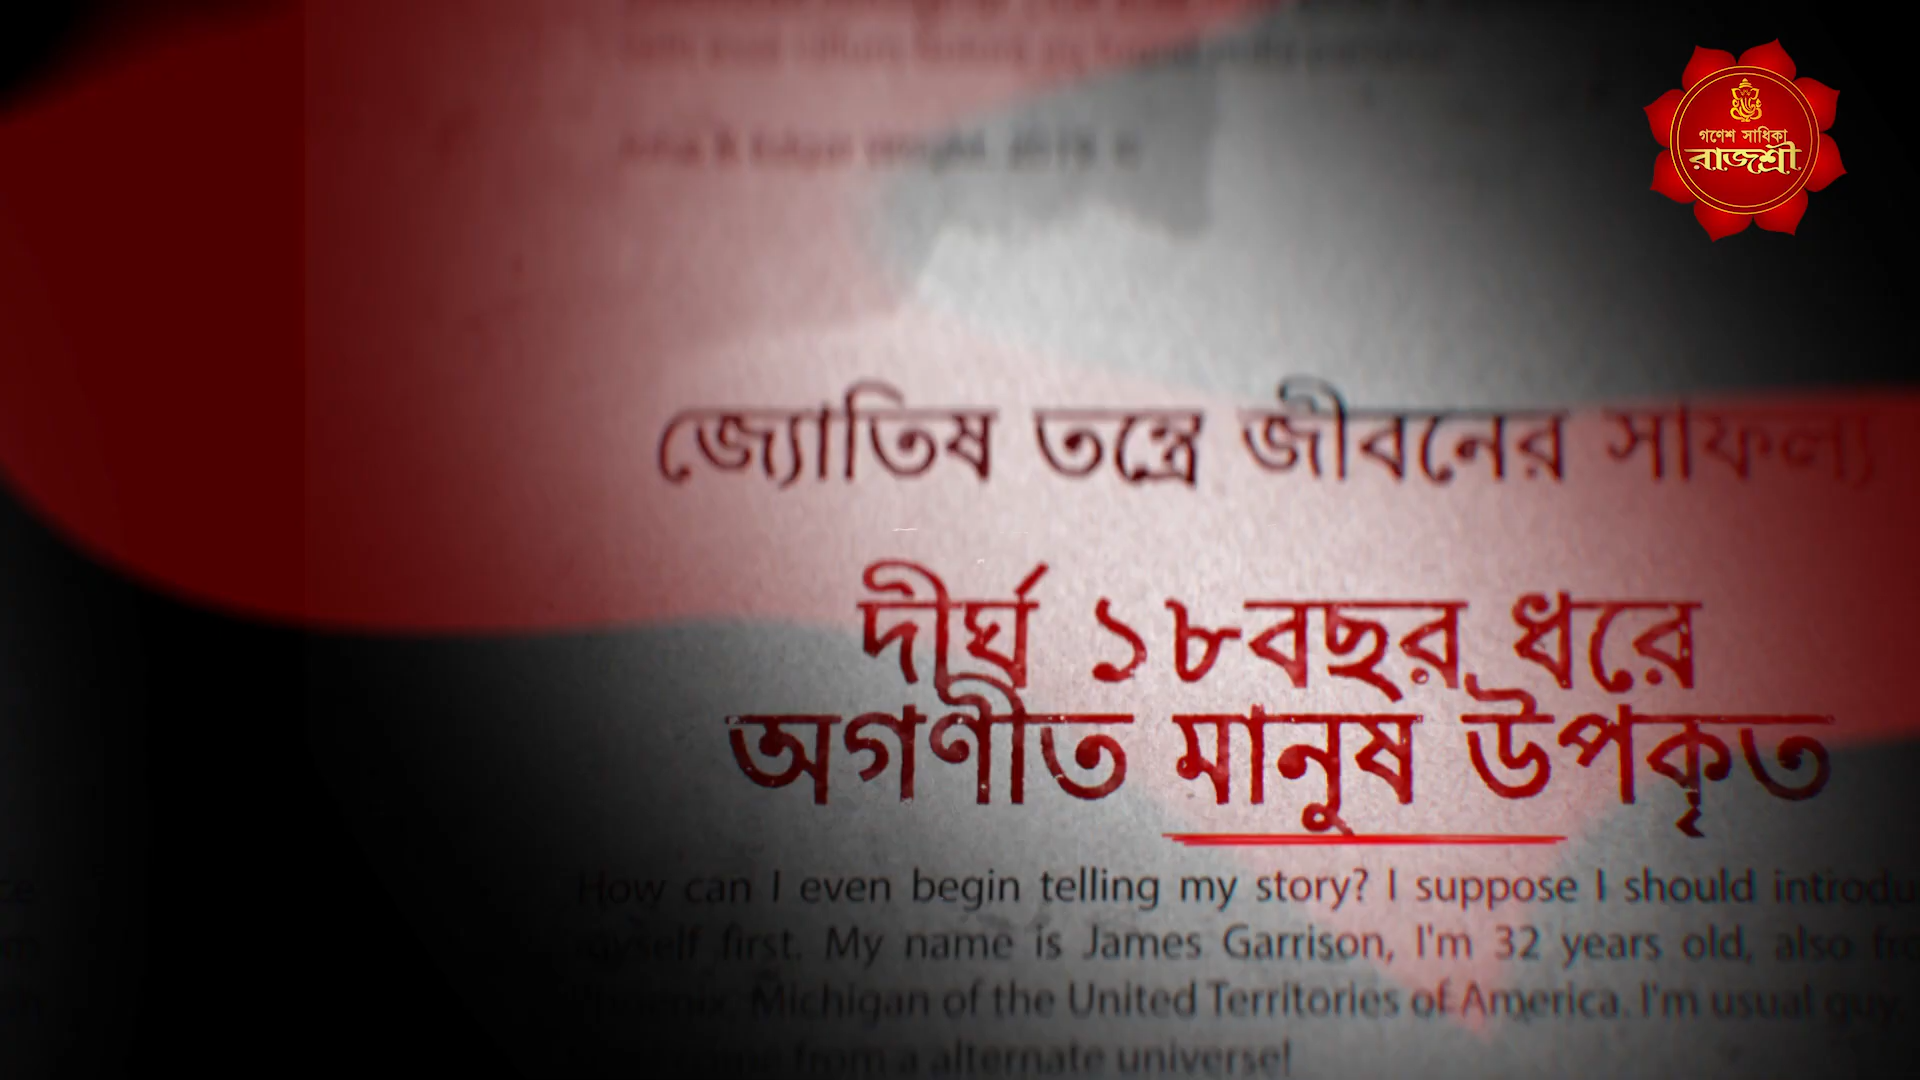 গণেশ সাধিকা
রাজশ্রী
জ্যোতিষ তন্ত্রে জীবনের সাফল্য
দীর্ঘ ১৮বছর ধরে
অগণীত মানুষ উপকৃত
How can I even begin telling my story? I suppose I should introdu
myself first. My name is James Garrison, I'm 32 years old, also
Michigan of the United Territories of America. I'm usual guy,
from a alternate universe!